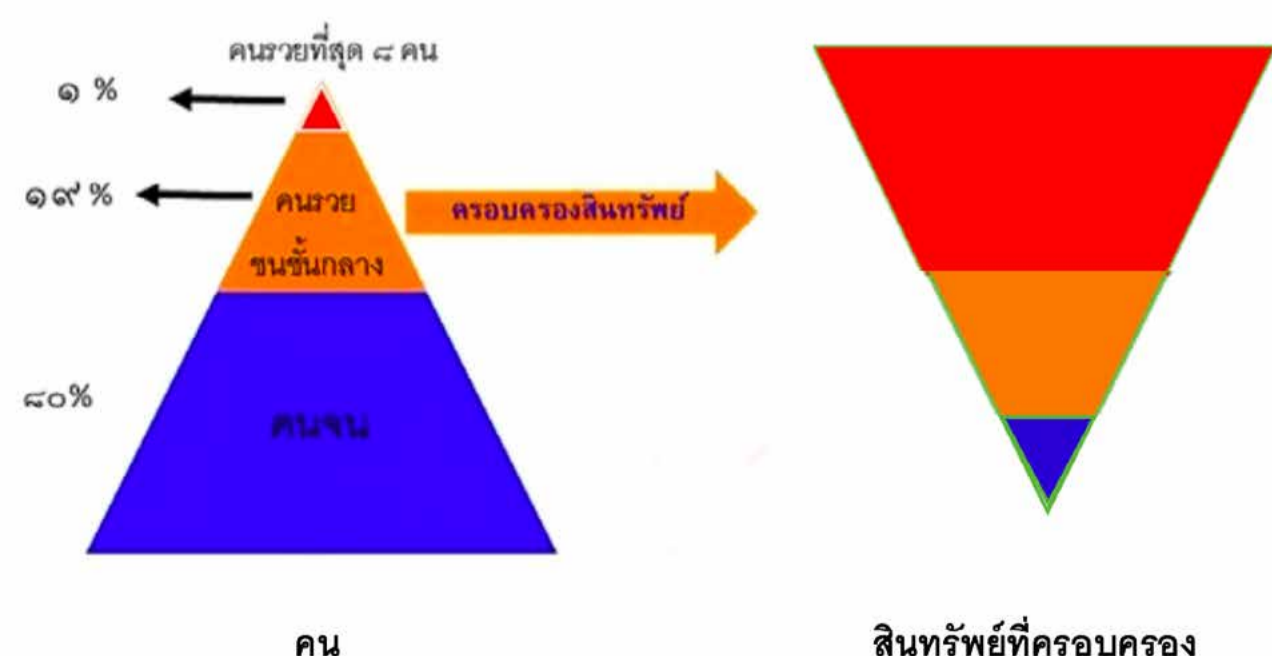 คนรวยที่สุด ๘ คน
๑ %
๑๙ %
คนรวย
ชนชั้นกลาง
ครอบครองสินทรัพย์
๘๐%
คนจน
คน
สินทรัพย์ที่ครอบครอง